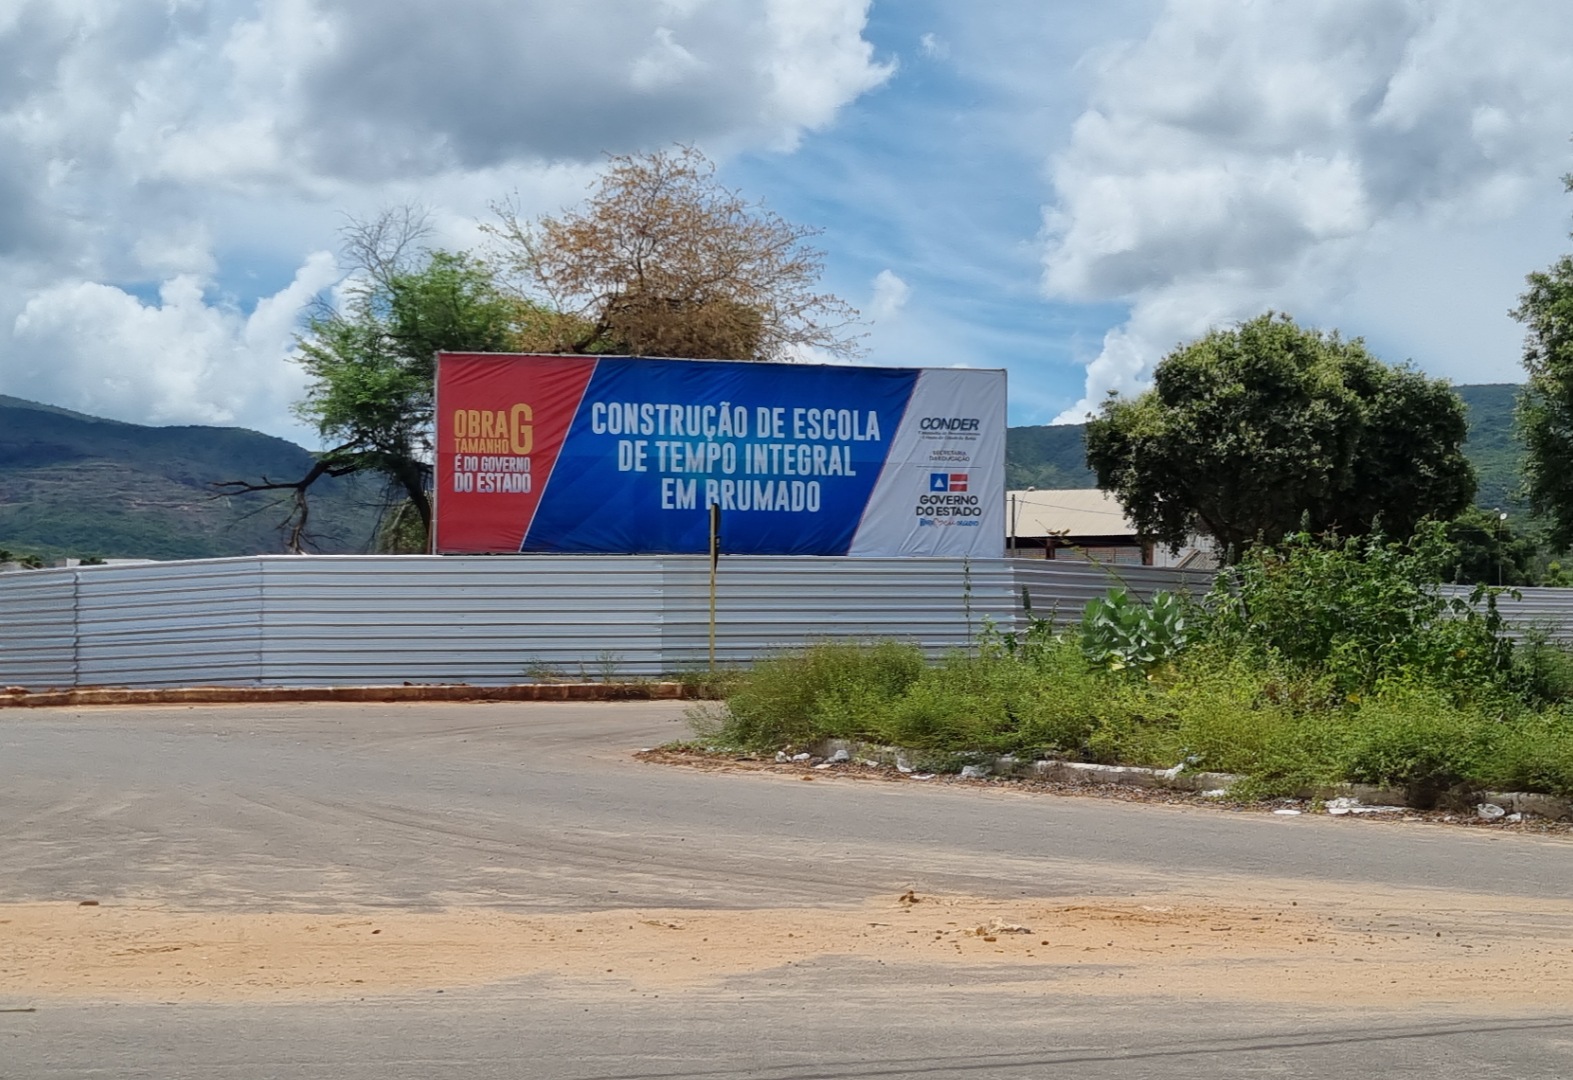 OBRA G
TAMANHO
É DO GOVERNO
DO ESTADO
CONSTRUÇÃO DE ESCOLA
DE TEMPO INTEGRAL
EM BRUMADO
CONDER
SECRETARIA
DA EDUCAÇÃO
GOVERNO
DO ESTADO